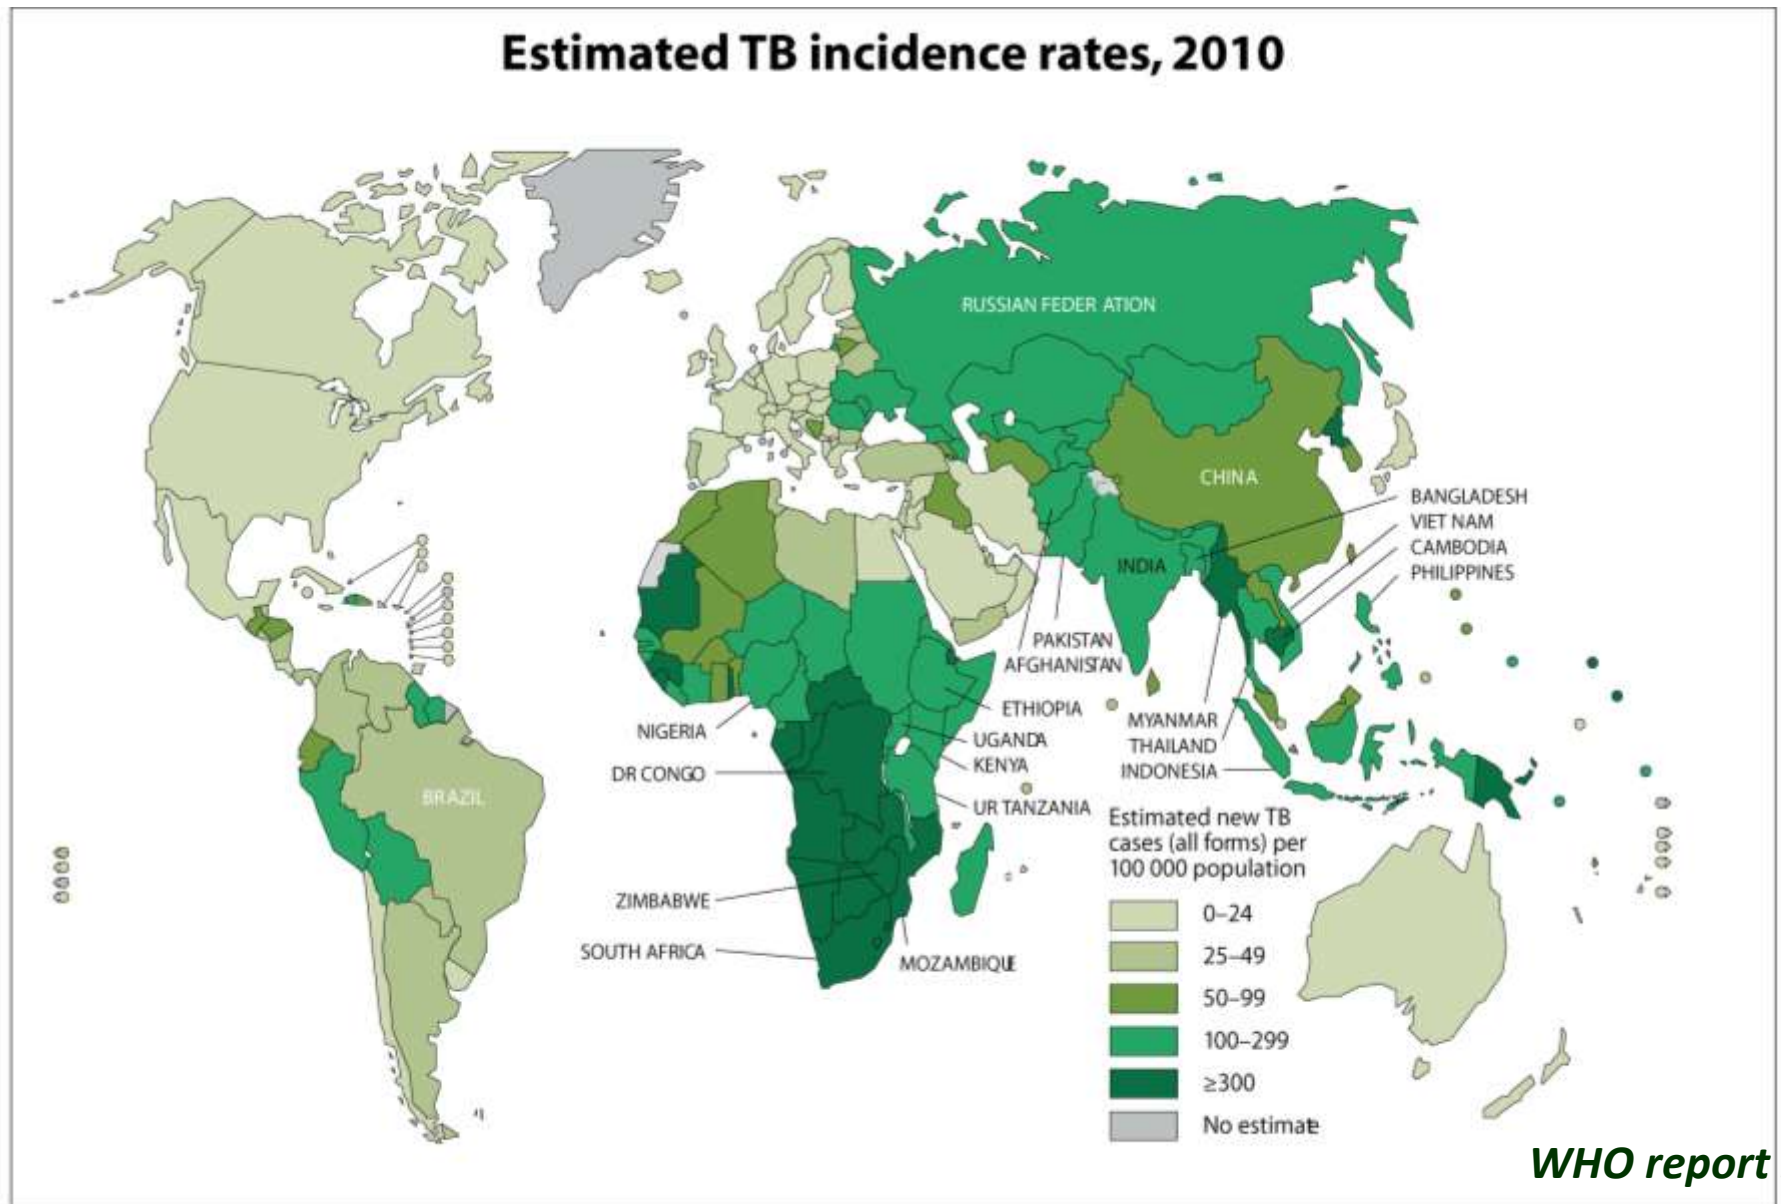 Estimated TB incidence rates, 2010
RUSSIAN FEDER ATION
CHINA
BANGLADESH
VIET NAM
CAMBODIA
PHILIPPINES
INDIA
PAKISTAN
AFGHANISTAN
ETHIOPIA
NIGERIA
UGANDA
KENYA
DR CONGO
UR TANZANIA
MYANMAR
THAILAND
INDONESIA
BRAZIL
ZIMBABWE
SOUTH AFRICA
MOZAMBIQUE
Estimated new TB
cases (all forms) per
100 000 population
0–24
25–49
50–99
100–299
≥300
No estimate
WHO report